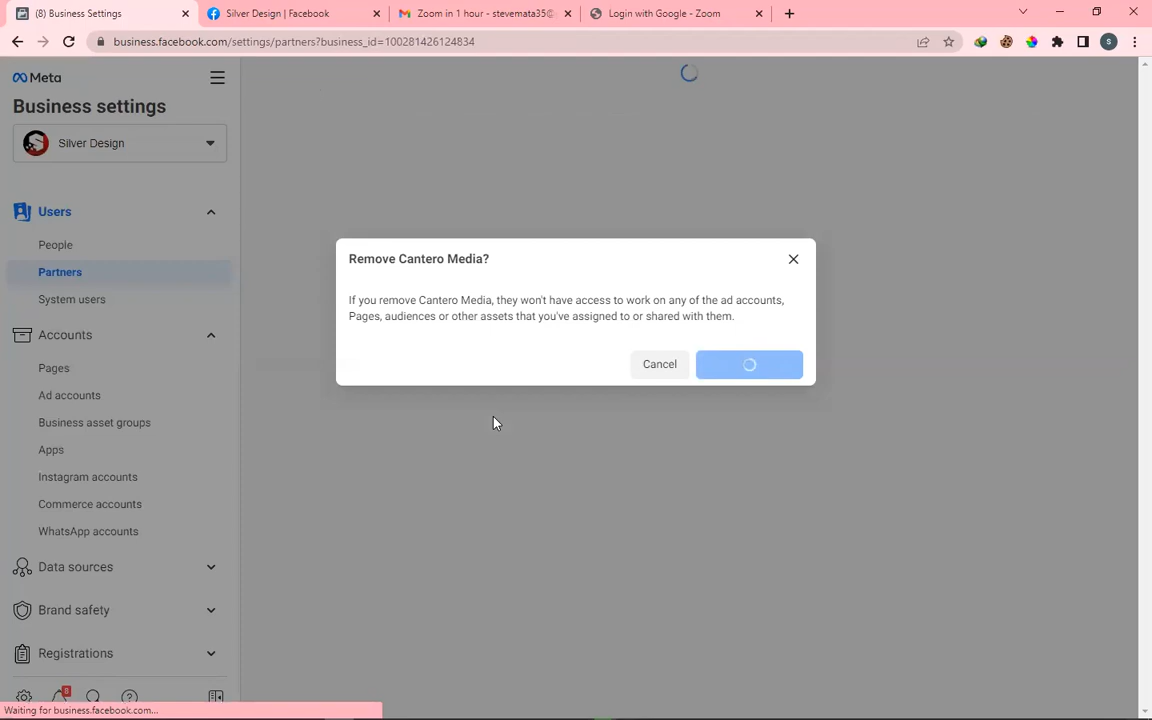 (8) Business Settings
Silver Design | Facebook
Zoom in 1 hour - stevemata35@
Login with Google - Zoom
business.facebook.com/settings/partners?business_id=100281426124834
S
Meta
Business settings
Silver Design
Users
People
Partners
System users
Accounts
Pages
Ad accounts
Business asset groups
Apps
Instagram accounts
Commerce accounts
WhatsApp accounts
Data sources
Brand safety
Registrations
8
Waiting for business.facebook.com...
Remove Cantero Media?
If you remove Cantero Media, they won't have access to work on any of the ad accounts,
Pages, audiences or other assets that you've assigned to or shared with them.
Cancel